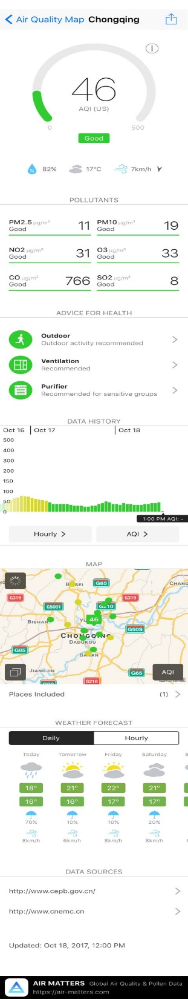 Air Quality Map Chongqing
46
AQI (US)
0 500
Good
82% 17°C 7km/h
POLLUTANTS
PM2.5 µg/m³ 11 PM10 µg/m³ 19
Good Good
NO2 µg/m³ 31 O3 µg/m³ 33
Good Good
CO µg/m³ 766 SO2 µg/m³ 8
Good Good
ADVICE FOR HEALTH
Outdoor
Outdoor activity recommended
Ventilation
Recommended
Purifier
Recommended for sensitive groups
DATA HISTORY
Oct 16 Oct 17 Oct 18
500
400
300
200
150
100
50
0
1:00 PM AQI: -
Hourly AQI
MAP
BEI G85 CHANG
G319 G5001 G210 G319
BISHAN YU 46
G50S
CHONGQING
DADUKOU
G85 BANAN
JIANGJIN G65 AQI
G210
Places Included (1)
WEATHER FORECAST
Daily Hourly
Today Tomorrow Friday Saturday S
18° 21° 22° 21°
16° 16° 17° 17°
70% 10% 10% 20%
8km/h 6km/h 8km/h 8km/h
DATA SOURCES
http://www.cepb.gov.cn/
http://www.cnemc.cn
Updated: Oct 18, 2017, 12:00 PM
AIR MATTERS Global Air Quality & Pollen Data
https://air-matters.com